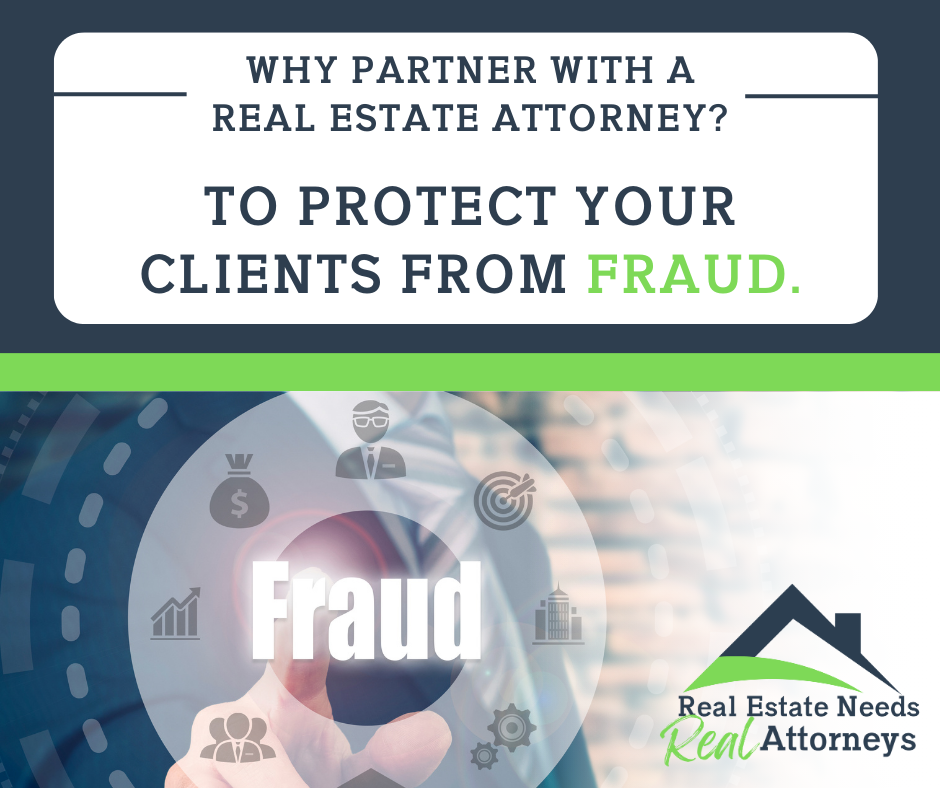 WHY PARTNER WITH A
REAL ESTATE ATTORNEY?
TO PROTECT YOUR
CLIENTS FROM FRAUD.
$
Fraud
Real Estate Needs
Real Attorneys